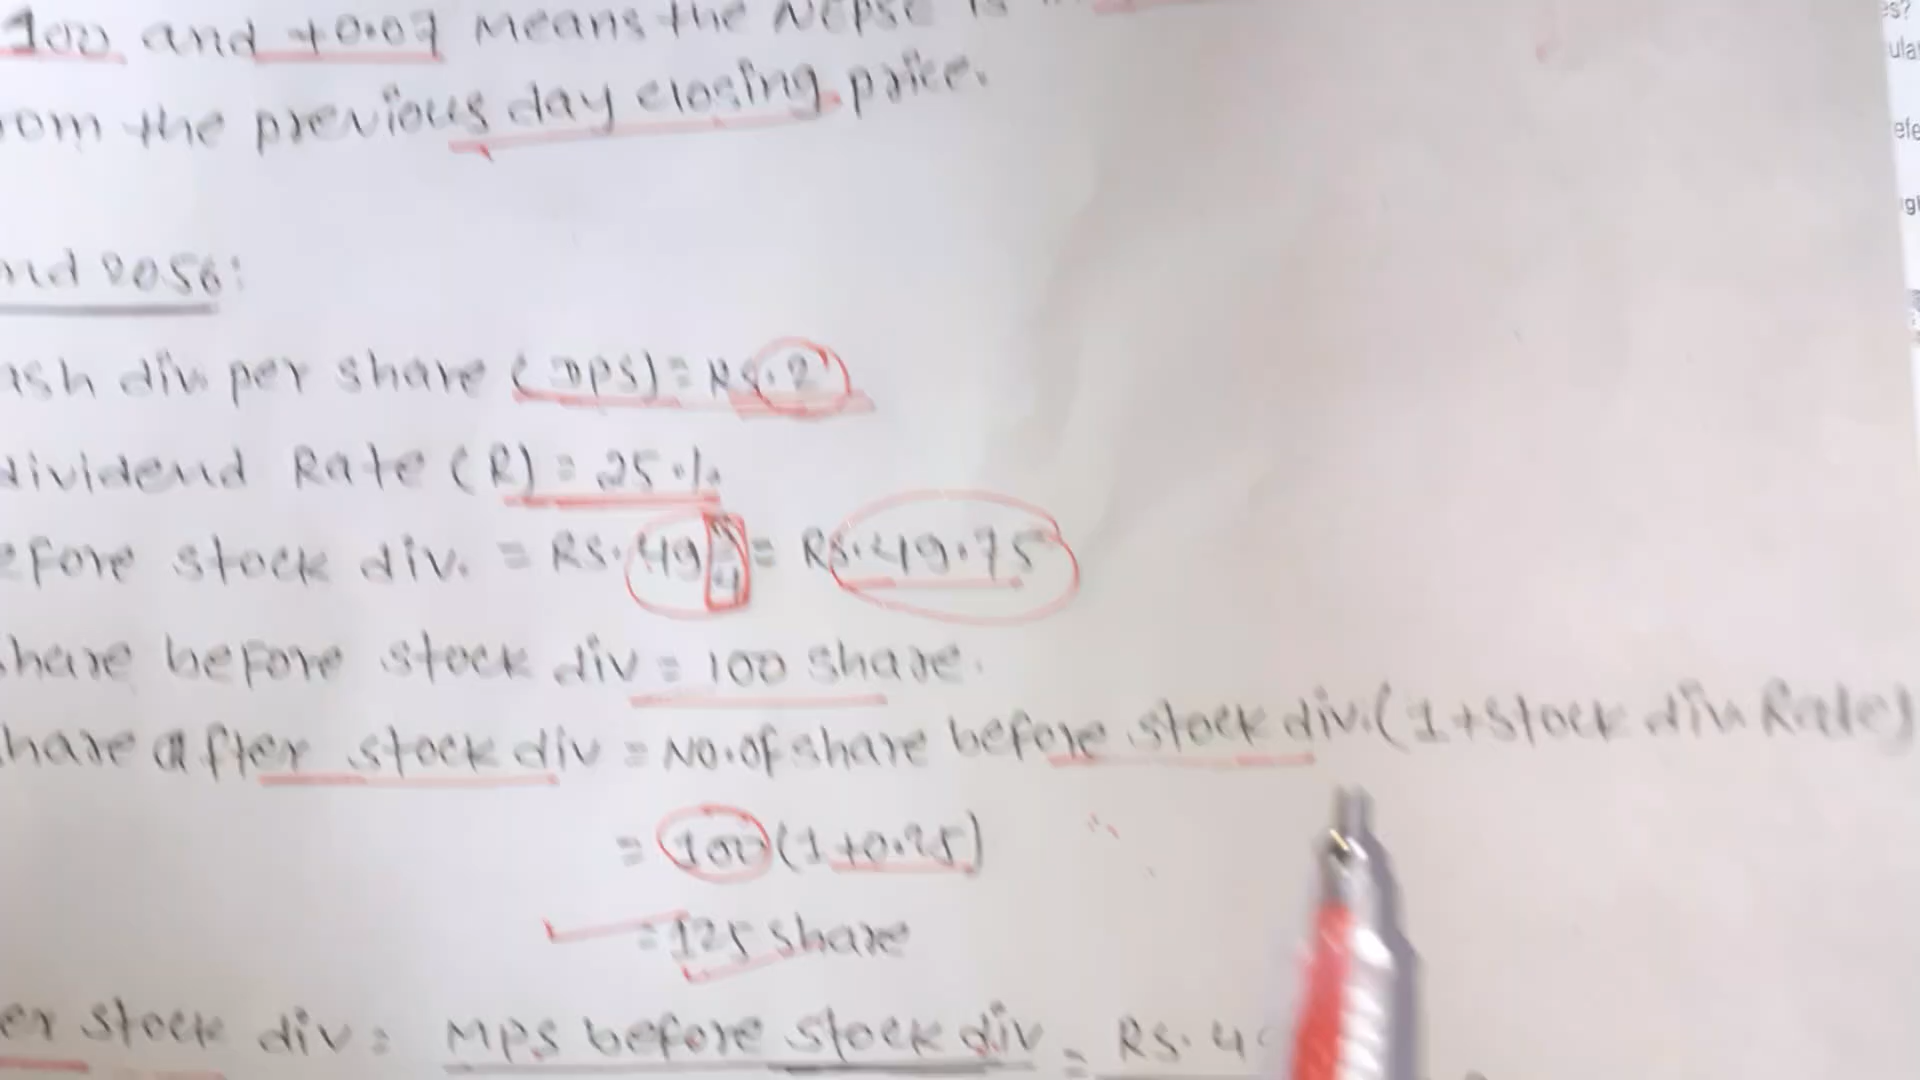 100 and +0.07 means the NEPSE is
rom the previous day closing price.
nd 2056:
ash div. per share (DPS) = Rs. 2
dividend Rate (R) = 25%
efore stock div. = RS. 49 3/4 = RS. 49.75
share before stock div = 100 share.
share after stock div = No. of share before stock div. (1+stock div Rate)
= 100 (1+0.25)
= 125 share
er stock div = MPS before stock div = RS. 4